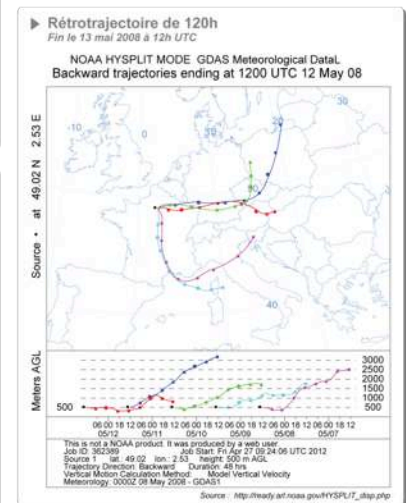 Rétrotrajectoire de 120h
Fin le 13 mai 2008 à 12h UTC
NOAA HYSPLIT MODE GDAS Meteorological DataL
Backward trajectories ending at 1200 UTC 12 May 08
Source • at 49.02 N 2.53 E
-10
0
10
20
30
30
40
Meters AGL
3000
2500
2000
1500
1000
500
500
06 00 18 12 06 00 18 12 06 00 18 12 06 00 18 12 06 00 18 12
05/12 05/11 05/10 05/09 05/08 05/07
This is not a NOAA product. It was produced by a web user.
Job ID: 362389 Job Start: Fri Apr 27 09:24:06 UTC 2012
Source 1 lat: 49.02 lon: 2.53 height: 500 m AGL
Trajectory Direction: Backward Duration: 48 hrs
Vertical Motion Calculation Method: Model Vertical Velocity
Meteorology: 0000Z 08 May 2008 - GDAS1
Source : http://ready.arl.noaa.gov/HYSPLIT_disp.php